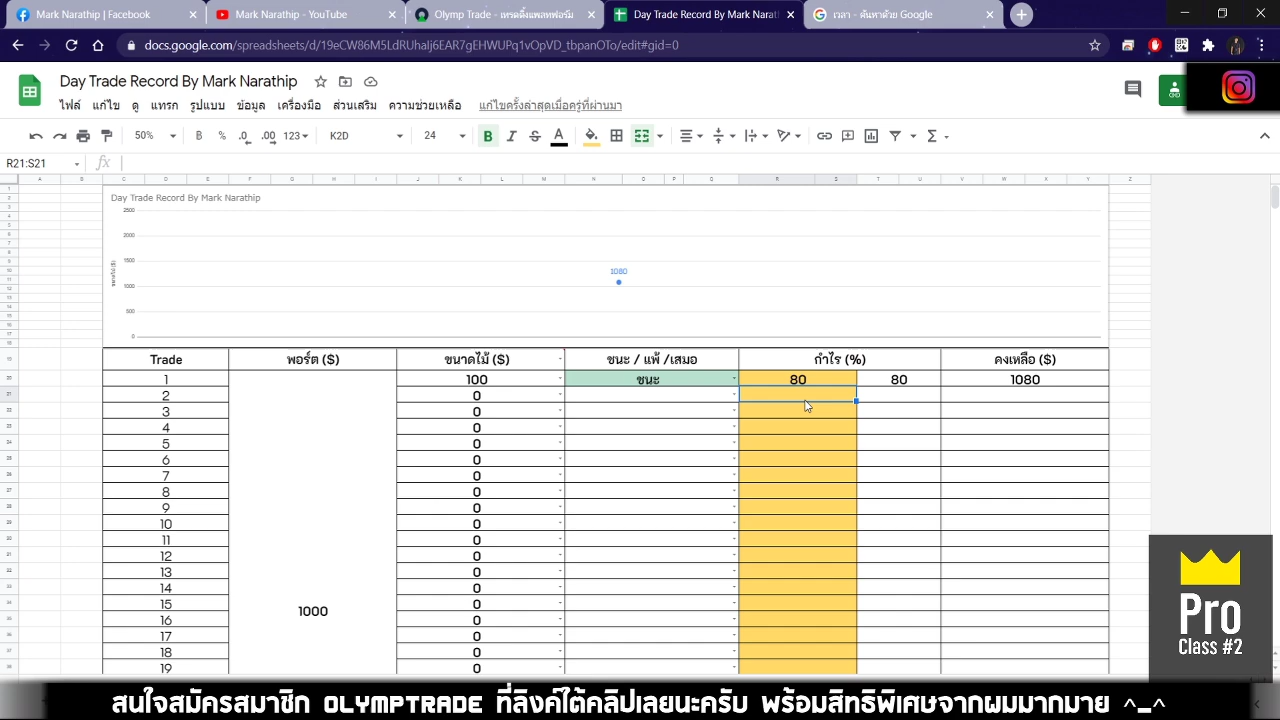 Mark Narathip | Facebook
Mark Narathip - YouTube
Olymp Trade - เทรดดิ้งแพลทฟอร์ม
Day Trade Record By Mark Narath
เวลา - ค้นหาด้วย Google
docs.google.com/spreadsheets/d/19eCW86M5LdRUhaIj6EAR7gEHWUPq1vOpVD_tbpanOTo/edit#gid=0
Day Trade Record By Mark Narathip
ไฟล์ แก้ไข ดู แทรก รูปแบบ ข้อมูล เครื่องมือ ส่วนเสริม ความช่วยเหลือ แก้ไขครั้งล่าสุดเมื่อครู่ที่ผ่านมา
50% B % .0 .00 123 K2D 24 B I S A
R21:S21 fx
A B C D E F G H I J K L M N O P Q R S T U V W X Y Z
Day Trade Record By Mark Narathip
2500
2000
1500
1080
1000
500
0
Trade พอร์ต ($) ขนาดไม้ ($) ชนะ / แพ้ /เสมอ กำไร (%) คงเหลือ ($)
1 100 ชนะ 80 80 1080
2 0
3 0
4 0
5 0
6 0
7 0
8 0
9 0
10 0
11 0
12 0
13 0
14 0
15 0
1000
16 0
17 0
18 0
19 0
Pro
Class #2
สนใจสมัครสมาชิก OLYMPTRADE ที่ลิงค์ใต้คลิปเลยนะครับ พร้อมสิทธิพิเศษจากผมมากมาย ^_^